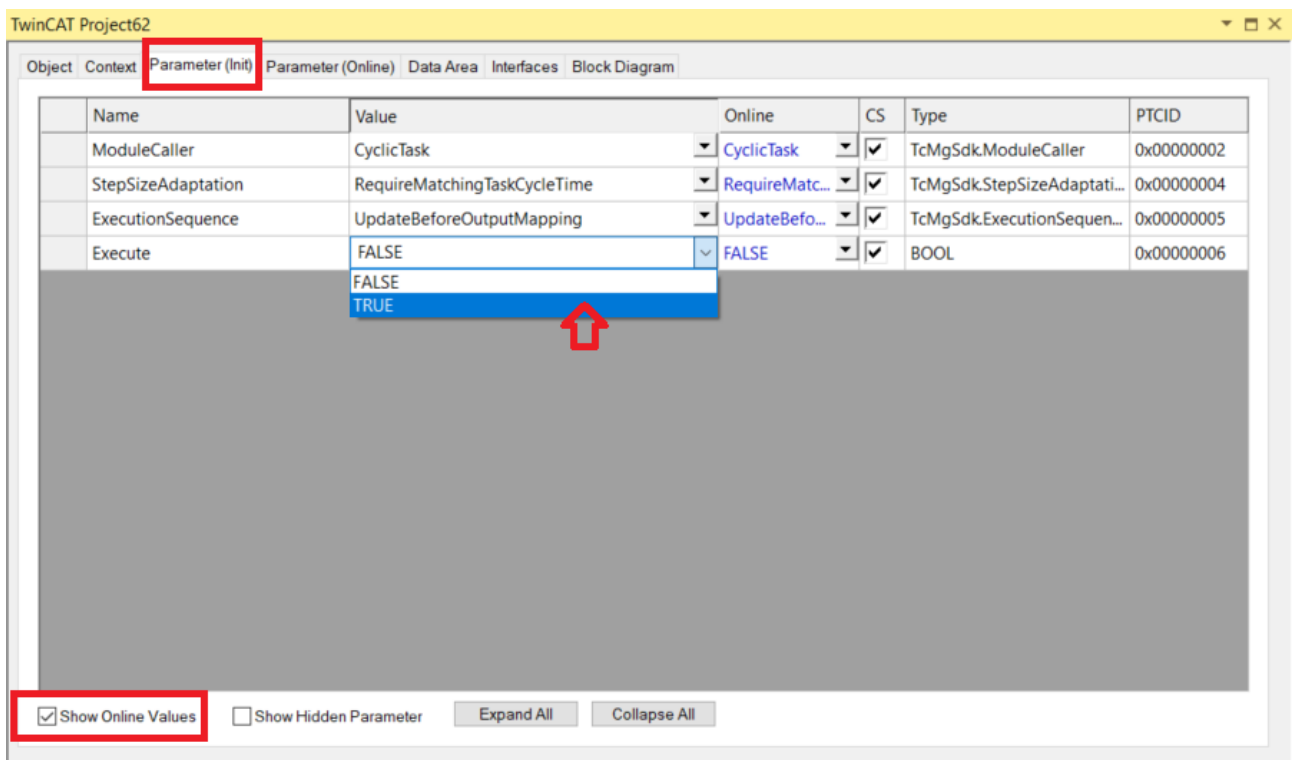 TwinCAT Project62
Object Context Parameter (Init) Parameter (Online) Data Area Interfaces Block Diagram
Name Value Online CS Type PTCID
ModuleCaller CyclicTask CyclicTask TcMgSdk.ModuleCaller 0x00000002
StepSizeAdaptation RequireMatchingTaskCycleTime RequireMatc... TcMgSdk.StepSizeAdaptati... 0x00000004
ExecutionSequence UpdateBeforeOutputMapping UpdateBefo... TcMgSdk.ExecutionSequen... 0x00000005
Execute FALSE FALSE BOOL 0x00000006
FALSE
TRUE
Show Online Values Show Hidden Parameter Expand All Collapse All